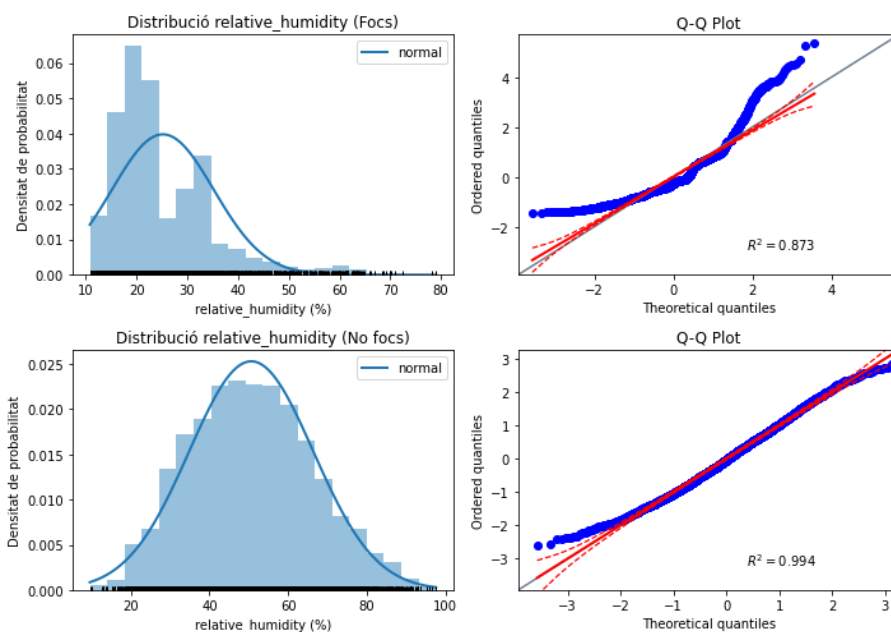 Distribució relative_humidity (Focs)
normal
Densitat de probabilitat
0.06
0.05
0.04
0.03
0.02
0.01
0.00
10 20 30 40 50 60 70 80
relative_humidity (%)
Q-Q Plot
Ordered quantiles
4
2
0
−2
R² = 0.873
−2 0 2 4
Theoretical quantiles
Distribució relative_humidity (No focs)
normal
Densitat de probabilitat
0.025
0.020
0.015
0.010
0.005
0.000
20 40 60 80 100
relative_humidity (%)
Q-Q Plot
Ordered quantiles
3
2
1
0
−1
−2
−3
R² = 0.994
−3 −2 −1 0 1 2 3
Theoretical quantiles